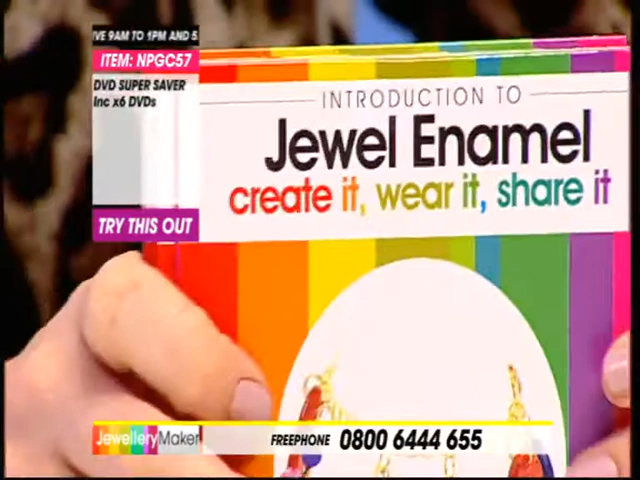 VE 9AM TO 1PM AND 5
ITEM: NPGC57
DVD SUPER SAVER
Inc x6 DVDs
TRY THIS OUT
INTRODUCTION TO
Jewel Enamel
create it, wear it, share it
JewelleryMaker
FREEPHONE 0800 6444 655